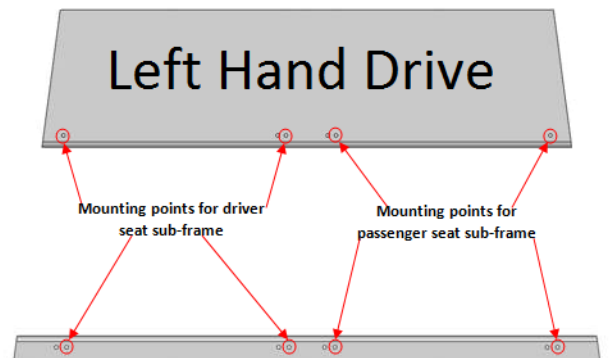 Left Hand Drive
Mounting points for driver
seat sub-frame
Mounting points for
passenger seat sub-frame